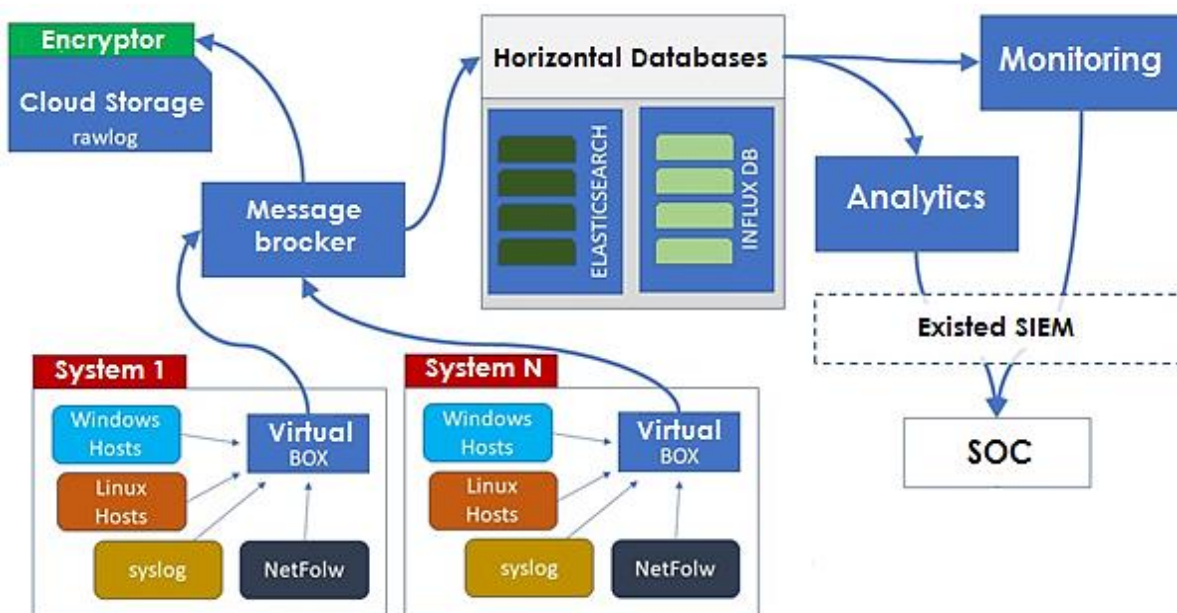 Encryptor
Cloud Storage
rawlog
Message
brocker
Horizontal Databases
ELASTICSEARCH
INFLUX DB
Monitoring
Analytics
Existed SIEM
SOC
System 1
Windows
Hosts
Linux
Hosts
syslog
NetFolw
Virtual
BOX
System N
Windows
Hosts
Linux
Hosts
syslog
NetFolw
Virtual
BOX